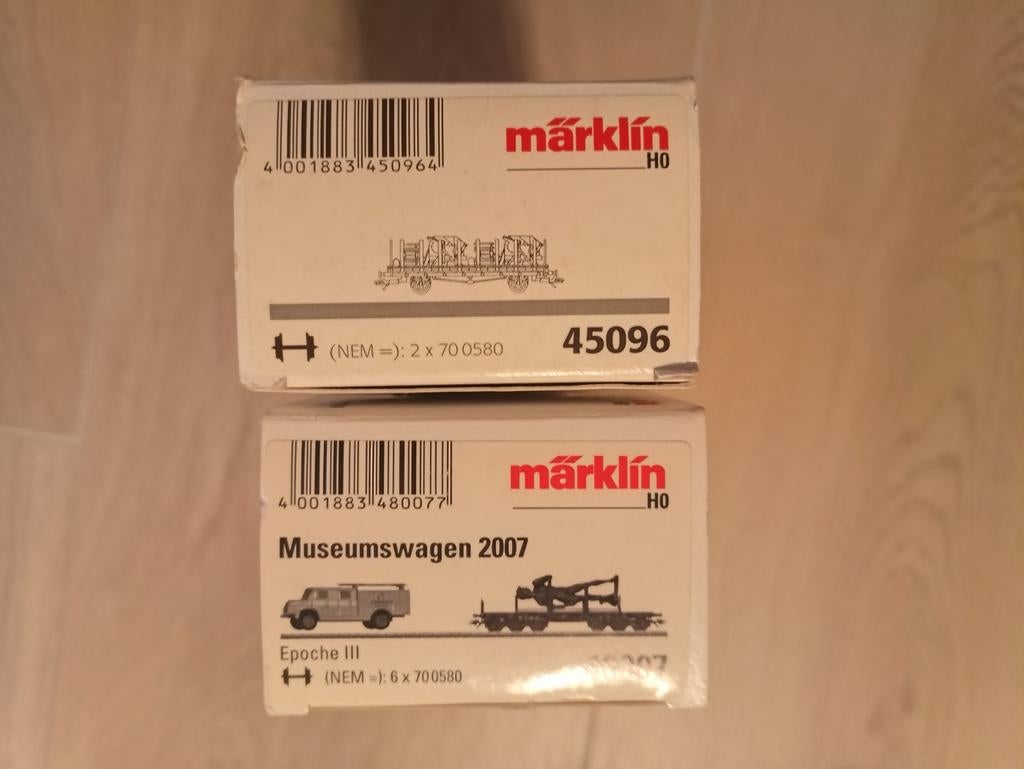 4 001883 450964
märklin
H0
(NEM =): 2 x 70 0580
45096
4 001883 480077
märklin
H0
Museumswagen 2007
Epoche III
(NEM =): 6 x 70 0580